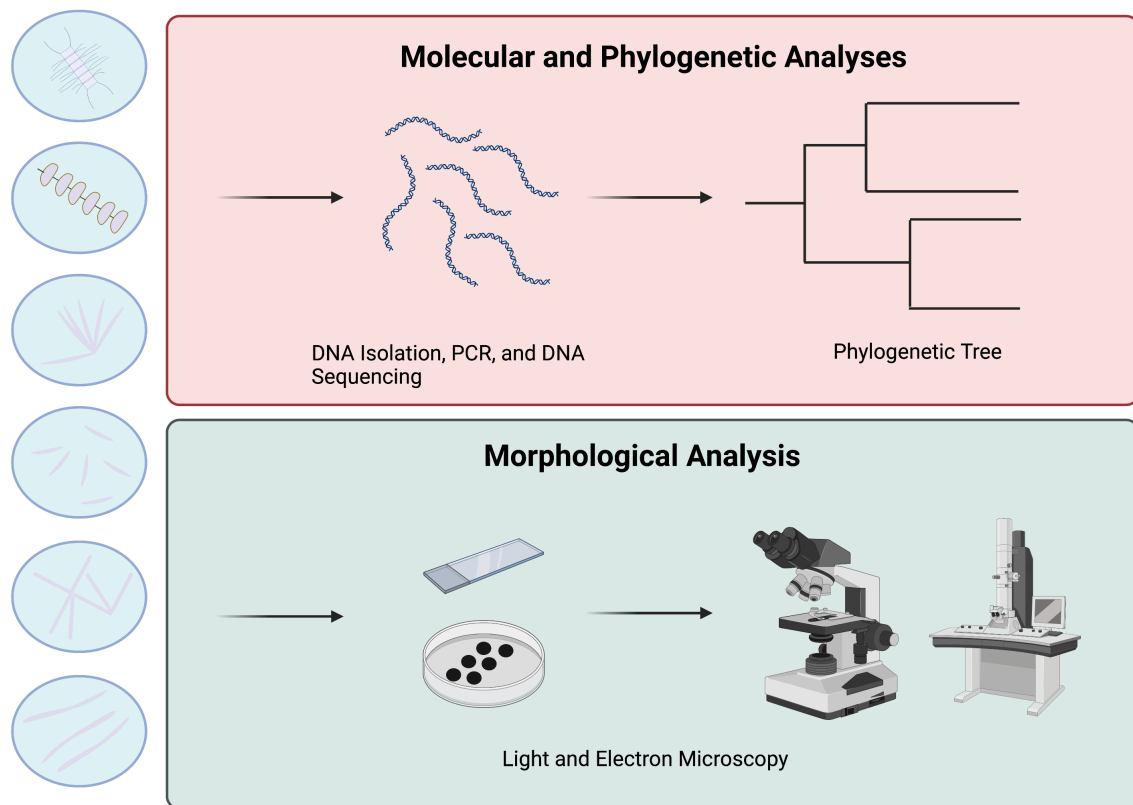 Molecular and Phylogenetic Analyses
DNA Isolation, PCR, and DNA
Sequencing
Phylogenetic Tree
Morphological Analysis
Light and Electron Microscopy